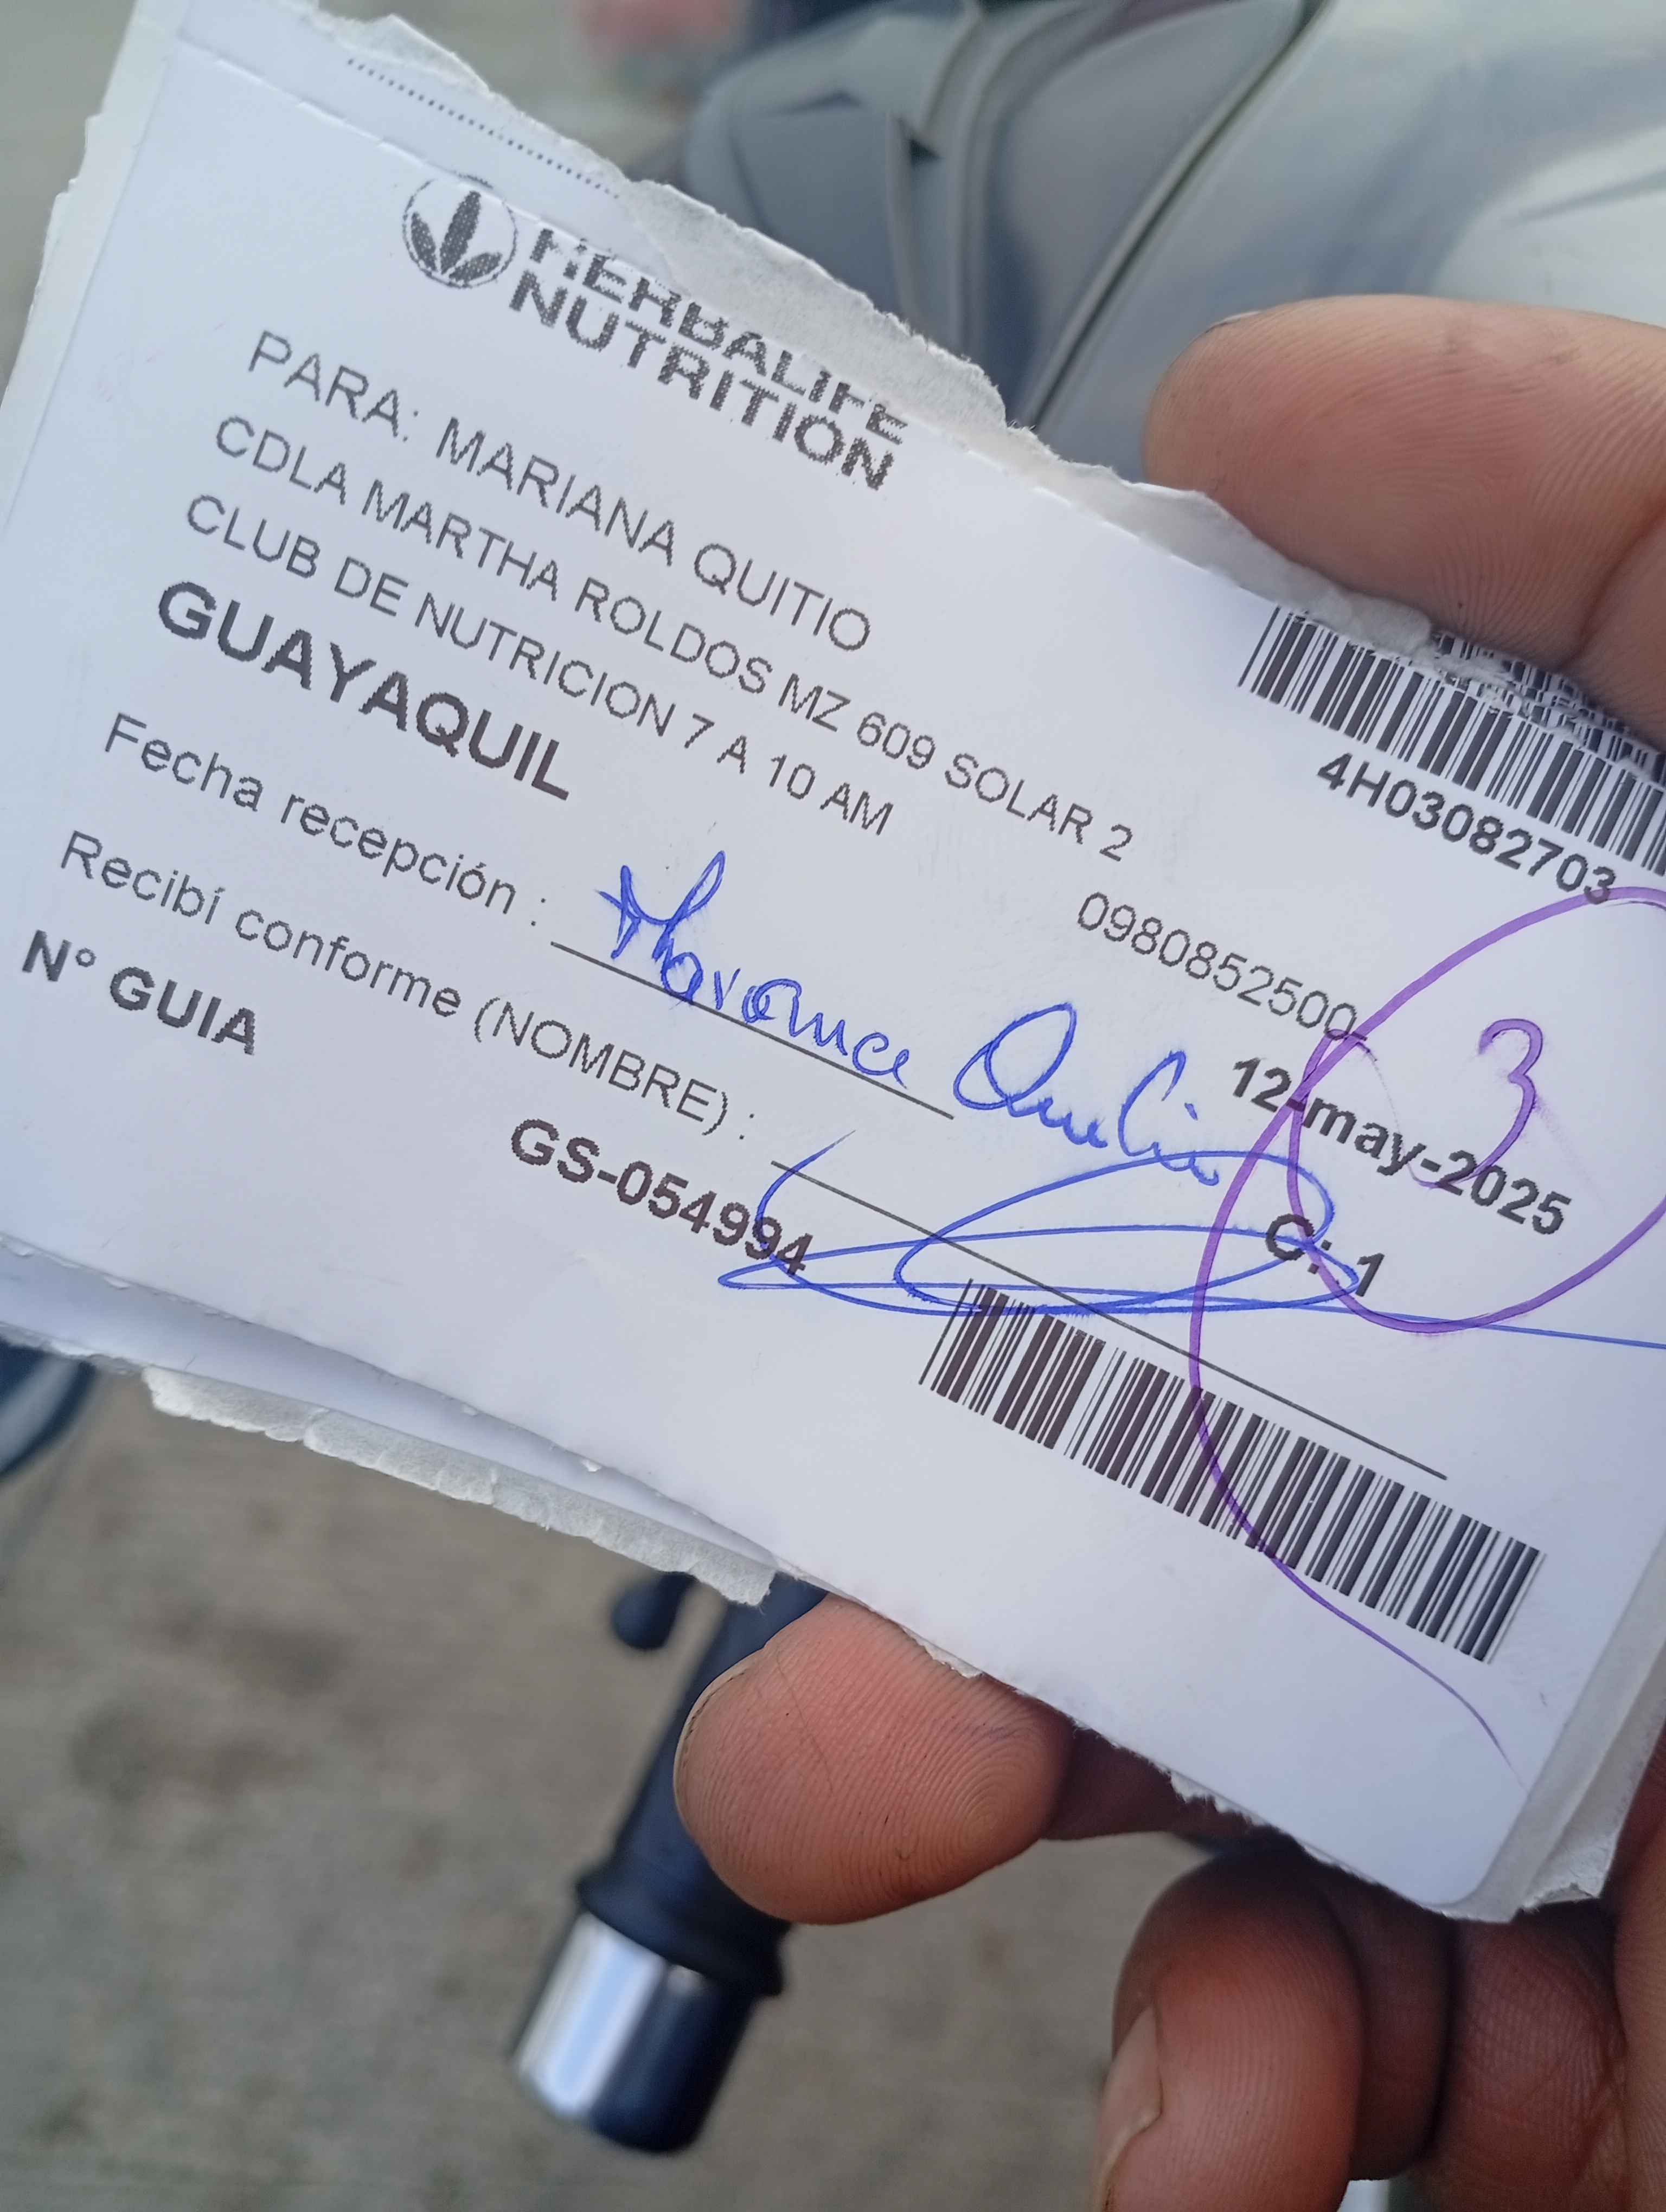 HERBALIFE
NUTRITION
4H03082703
PARA: MARIANA QUITIO
CDLA MARTHA ROLDOS MZ 609 SOLAR 2
CLUB DE NUTRICION 7 A 10 AM
0980852500
GUAYAQUIL
12-may-2025
3
Fecha recepción :
C: 1
Recibí conforme (NOMBRE) :
N° GUIA
GS-054994